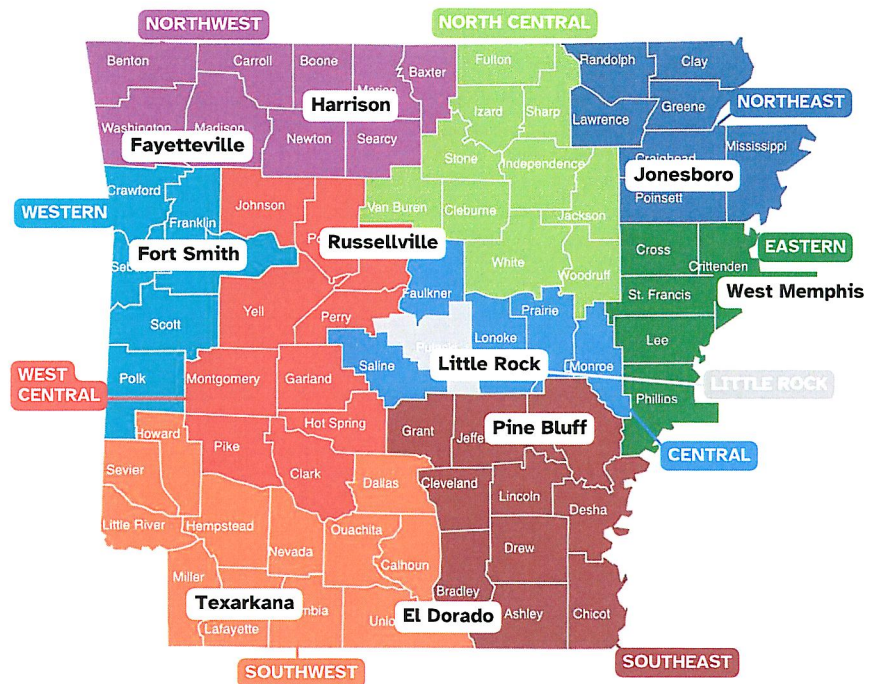 NORTHWEST
NORTH CENTRAL
Benton
Carroll
Boone
Baxter
Fulton
Randolph
Clay
Harrison
Izard
Sharp
Greene
NORTHEAST
Lawrence
Washington
Madison
Newton
Searcy
Fayetteville
Stone
Independence
Craighead
Mississippi
Jonesboro
Poinsett
Crawford
Franklin
Johnson
Van Buren
Cleburne
Jackson
WESTERN
Russellville
Fort Smith
White
Woodruff
Cross
Crittenden
EASTERN
Faulkner
Prairie
St. Francis
West Memphis
Scott
Yell
Perry
Lonoke
Lee
Saline
Little Rock
Monroe
LITTLE ROCK
WEST
CENTRAL
Polk
Montgomery
Garland
Phillips
Hot Spring
Grant
Pine Bluff
CENTRAL
Howard
Pike
Clark
Sevier
Dallas
Cleveland
Lincoln
Desha
Little River
Hempstead
Ouachita
Nevada
Drew
Calhoun
Miller
Bradley
Texarkana
El Dorado
Ashley
Chicot
Lafayette
SOUTHWEST
SOUTHEAST